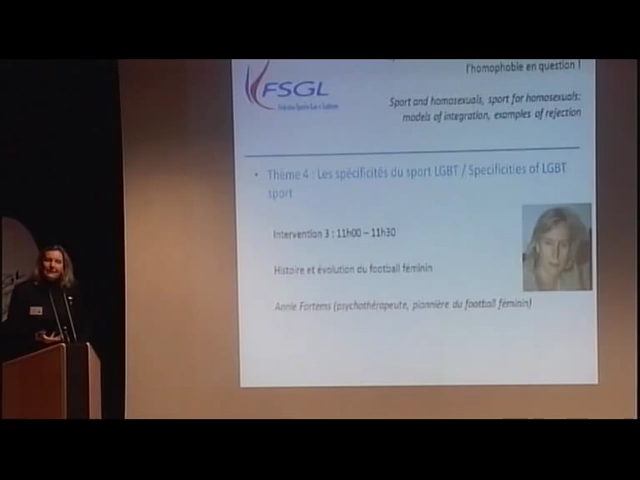 l'homophobie en question !
FSGL
Sport and homosexuals, sport for homosexuals:
models of integration, examples of rejection
• Thème 4 : Les spécificités du sport LGBT / Specificities of LGBT
sport
Intervention 3 : 11h00 – 11h30
Histoire et évolution du football féminin
Annie Fortems (psychothérapeute, pionnière du football féminin)
FSGL